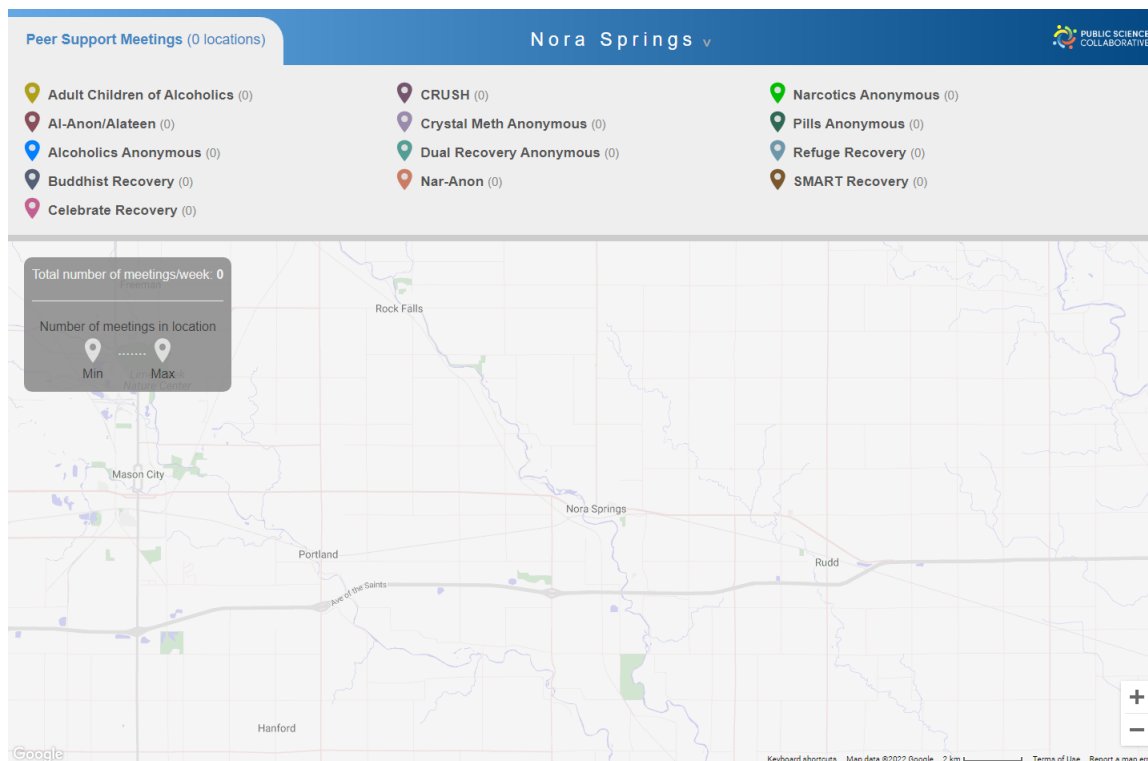 Peer Support Meetings (0 locations)
Nora Springs v
PUBLIC SCIENCE
COLLABORATIVE
Adult Children of Alcoholics (0)
Al-Anon/Alateen (0)
Alcoholics Anonymous (0)
Buddhist Recovery (0)
Celebrate Recovery (0)
CRUSH (0)
Crystal Meth Anonymous (0)
Dual Recovery Anonymous (0)
Nar-Anon (0)
Narcotics Anonymous (0)
Pills Anonymous (0)
Refuge Recovery (0)
SMART Recovery (0)
Total number of meetings/week: 0
Freeman
Number of meetings in location
Min ....... Max
Nature Center
Rock Falls
Mason City
Nora Springs
Portland
Rudd
Ave of the Saints
Hanford
+
−
Google
Keyboard shortcuts Map data ©2022 Google 2 km Terms of Use Report a map